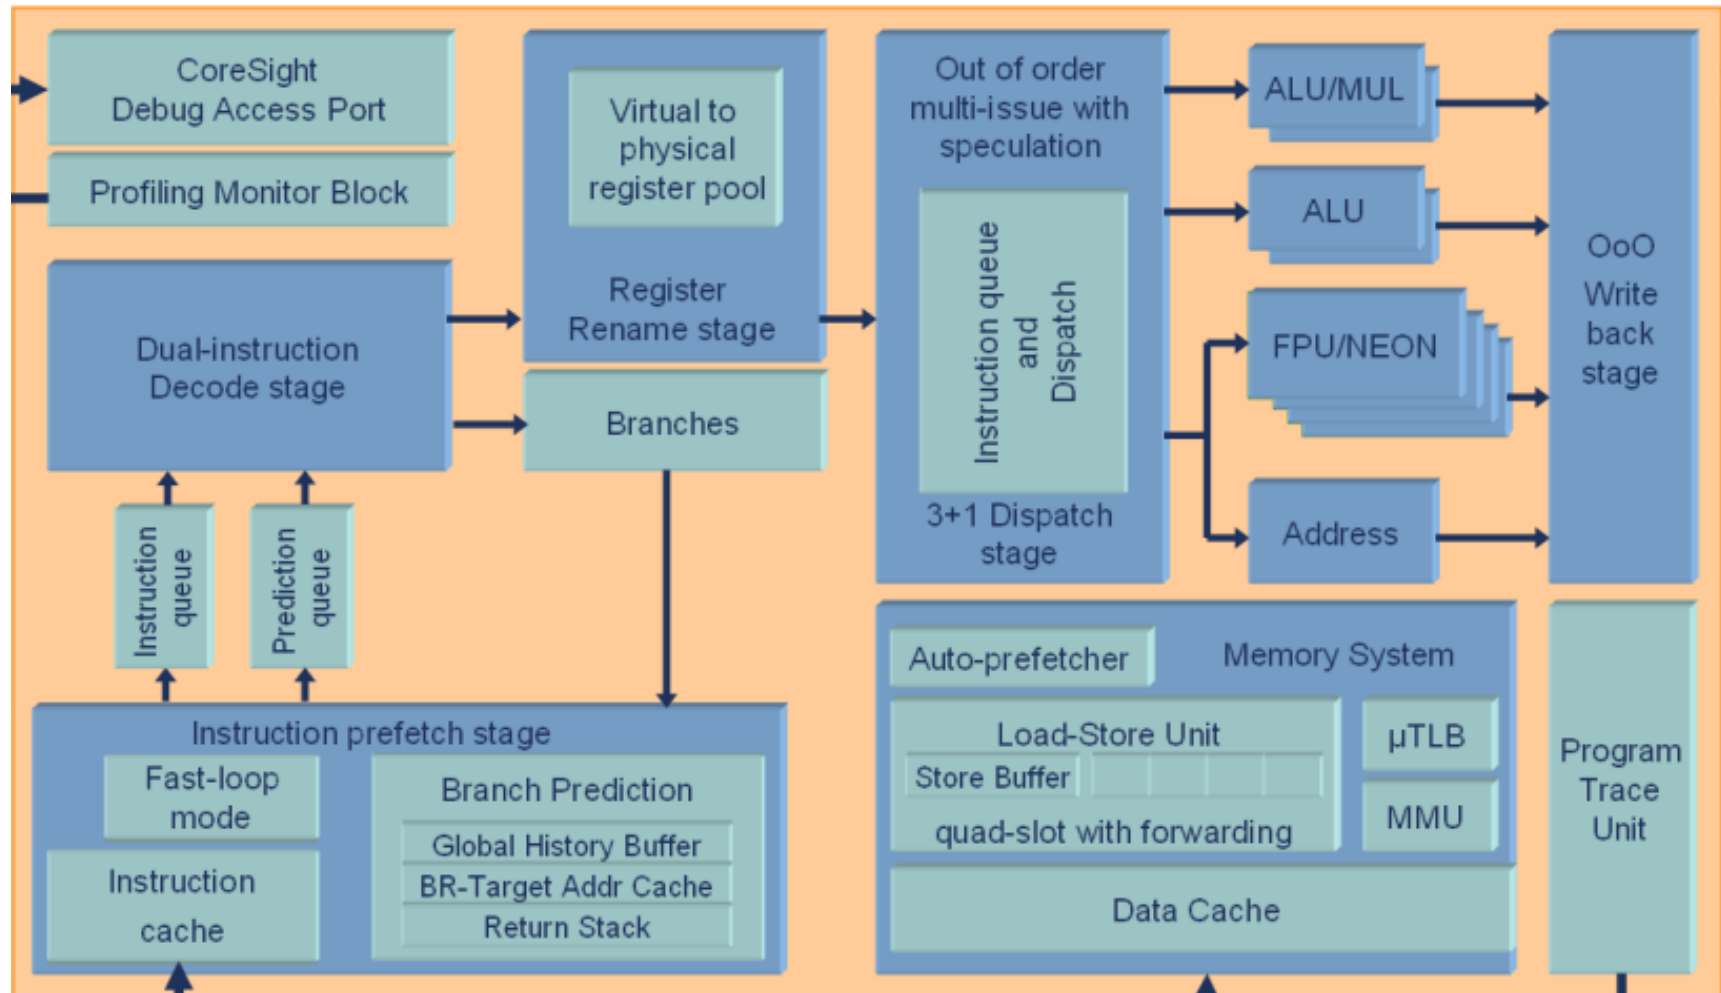 CoreSight
Debug Access Port
Profiling Monitor Block
Dual-instruction
Decode stage
Instruction
queue
Prediction
queue
Virtual to
physical
register pool
Register
Rename stage
Branches
Instruction prefetch stage
Fast-loop
mode
Instruction
cache
Branch Prediction
Global History Buffer
BR-Target Addr Cache
Return Stack
Out of order
multi-issue with
speculation
Instruction queue
and
Dispatch
3+1 Dispatch
stage
ALU/MUL
ALU
FPU/NEON
Address
OoO
Write
back
stage
Memory System
Auto-prefetcher
Load-Store Unit
Store Buffer
quad-slot with forwarding
µTLB
MMU
Data Cache
Program
Trace
Unit